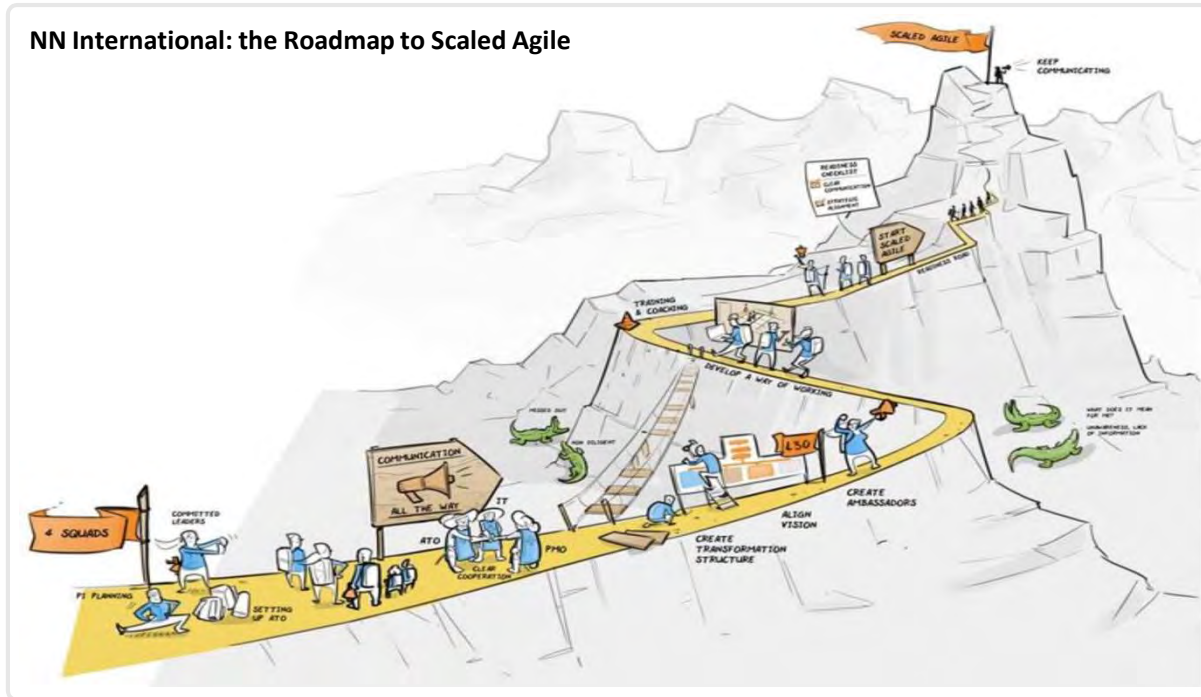 NN International: the Roadmap to Scaled Agile
SCALED AGILE
KEEP
COMMUNICATING
READINESS
CHECKLIST
CLEAR
COMMUNICATION
STRATEGIC
ALIGNMENT
START
SCALED
AGILE
READINESS ROAD
TRAINING
& COACHING
DEVELOP A WAY OF WORKING
MISSED OUT
NON DILIGENT
WHAT DOES IT MEAN
FOR ME?
UNAWARENESS, LACK
OF INFORMATION
COMMUNICATION
ALL THE WAY
4 SQUADS
COMMITTED
LEADERS
PI PLANNING
SETTING
UP ATO
ATO
IT
PMO
CLEAR
COOPERATION
CREATE
TRANSFORMATION
STRUCTURE
ALIGN
VISION
CREATE
AMBASSADORS